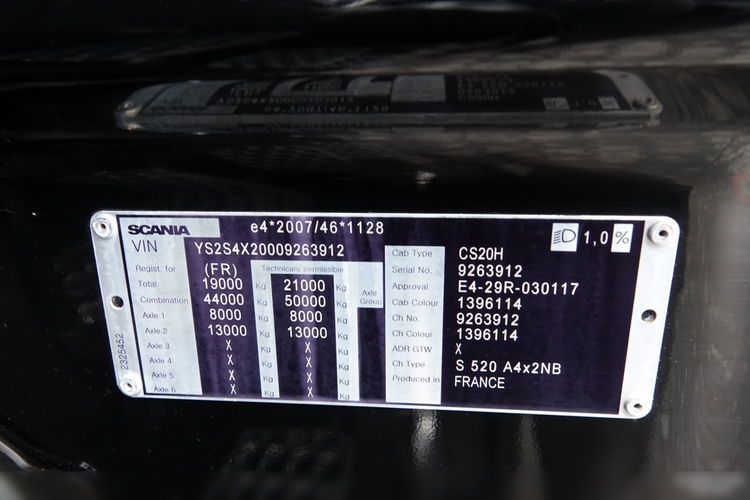 SCANIA e4*2007/46*1128 1,0 %
VIN YS2S4X20009263912
Regist. for (FR) Technically permissible
Total 19000 Kg 21000 Kg
Combination 44000 Kg 50000 Kg Axle Group
Axle 1 8000 Kg 8000 Kg
Axle 2 13000 Kg 13000 Kg
Axle 3 X Kg X Kg
Axle 4 X Kg X Kg
Axle 5 X Kg X Kg
Axle 6 X Kg X Kg
Cab Type CS20H
Serial No. 9263912
Approval E4-29R-030117
Cab Colour 1396114
Ch No. 9263912
Ch Colour 1396114
ADR GTW X
Ch Type S 520 A4x2NB
Produced in FRANCE
2325452